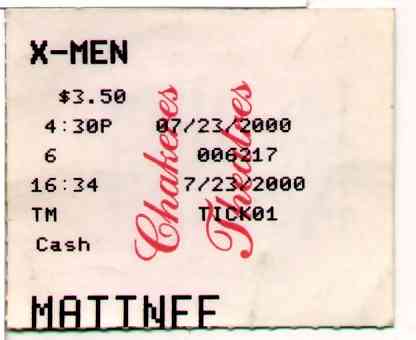 X-MEN
$3.50
4:30P 07/23/2000
6 006217
16:34 7/23/2000
TM TICK01
Cash
MATINEE
Chakeres
Theatres